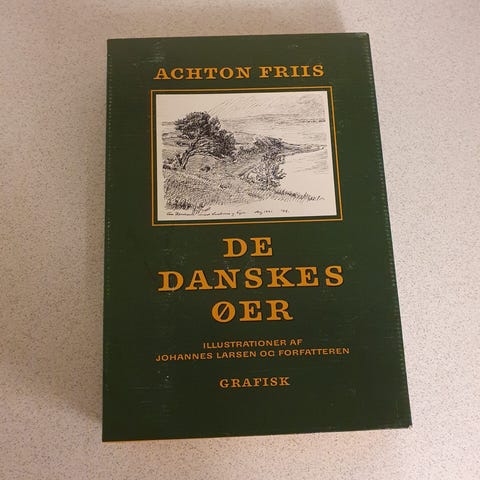 ACHTON FRIIS
DE
DANSKES
ØER
ILLUSTRATIONER AF
JOHANNES LARSEN OG FORFATTEREN
GRAFISK